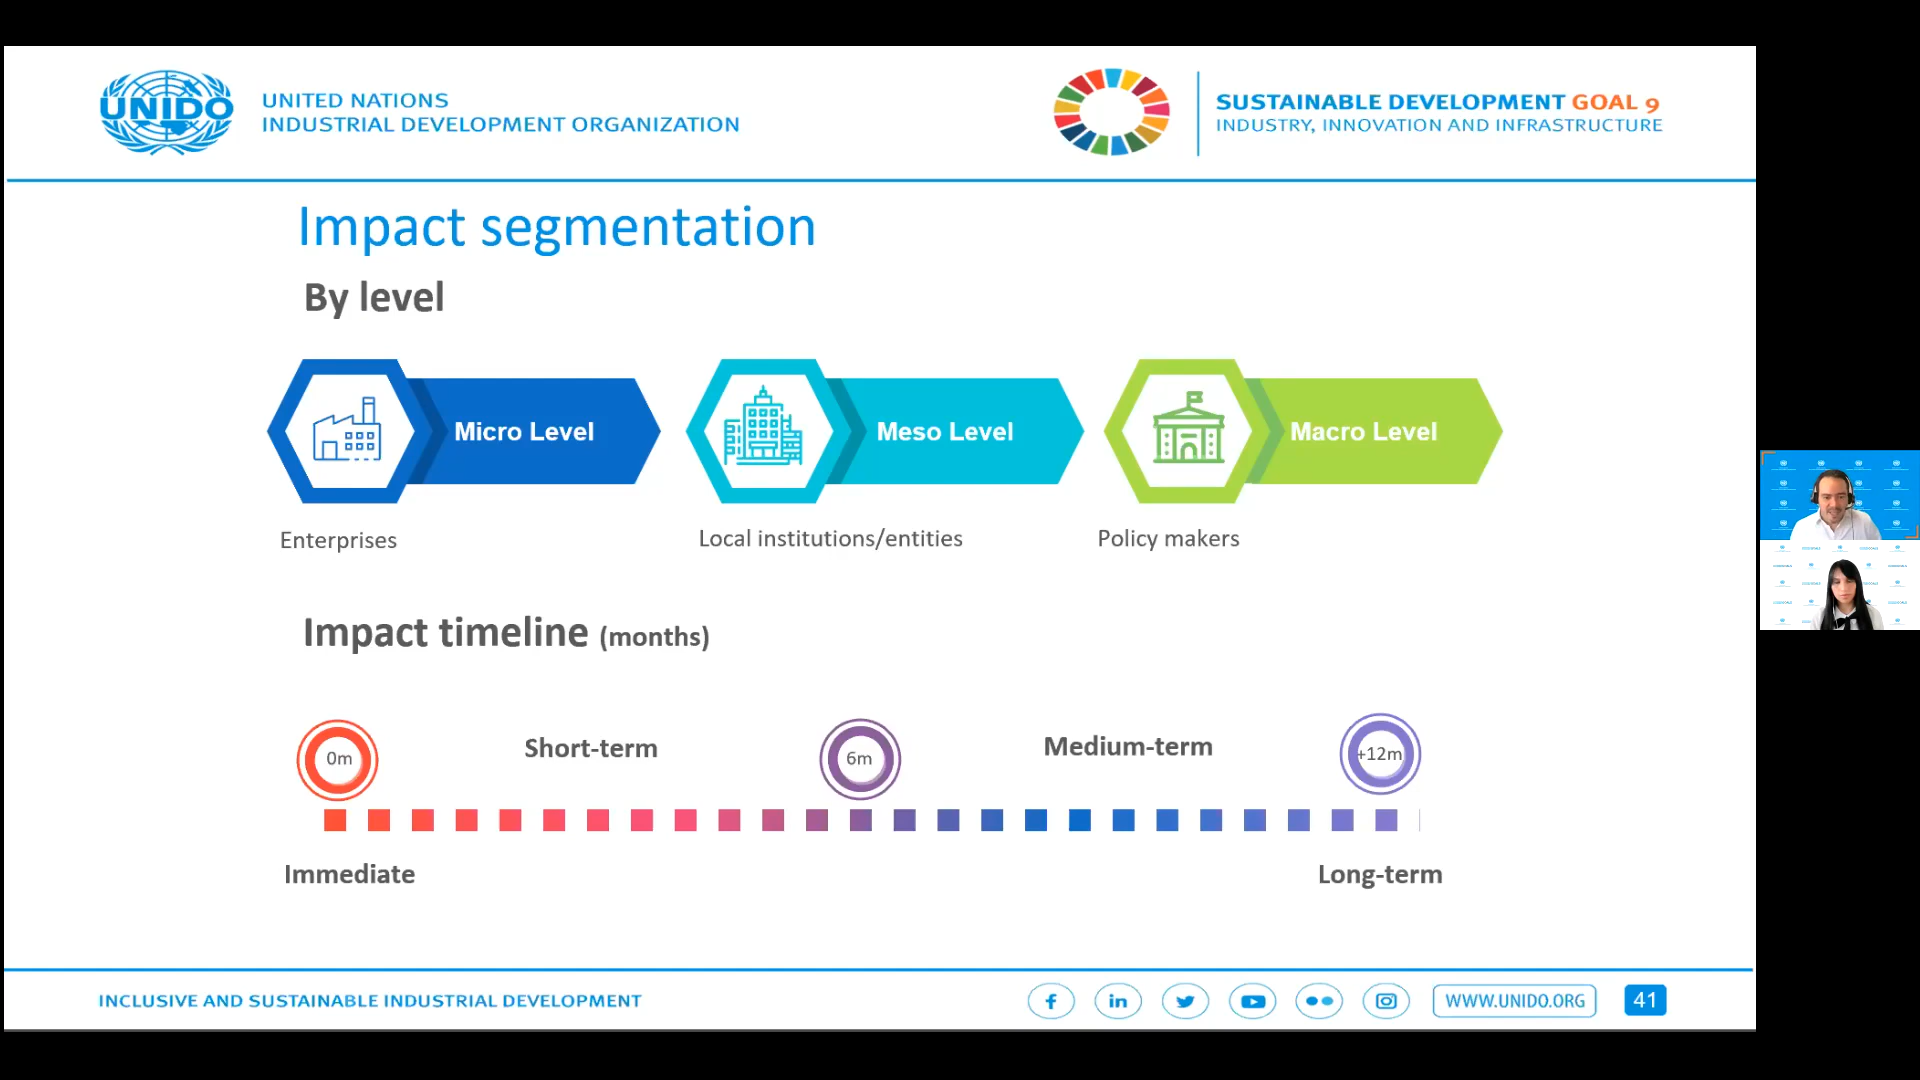 UNIDO
UNITED NATIONS
INDUSTRIAL DEVELOPMENT ORGANIZATION
SUSTAINABLE DEVELOPMENT GOAL 9
INDUSTRY, INNOVATION AND INFRASTRUCTURE
Impact segmentation
By level
Micro Level
Meso Level
Macro Level
Enterprises
Local institutions/entities
Policy makers
Impact timeline (months)
0m
Short-term
6m
Medium-term
+12m
Immediate
Long-term
INCLUSIVE AND SUSTAINABLE INDUSTRIAL DEVELOPMENT
WWW.UNIDO.ORG
41